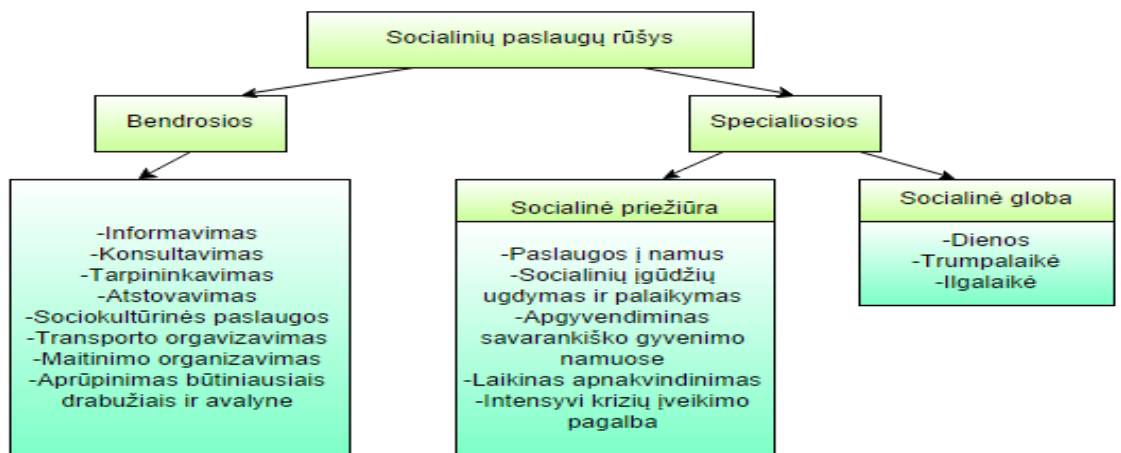 Socialinių paslaugų rūšys
Bendrosios
Specialiosios
-Informavimas
-Konsultavimas
-Tarpininkavimas
-Atstovavimas
-Sociokultūrinės paslaugos
-Transporto orgavizavimas
-Maitinimo organizavimas
-Aprūpinimas būtiniausiais
drabužiais ir avalyne
Socialinė priežiūra
-Paslaugos į namus
-Socialinių įgūdžių
ugdymas ir palaikymas
-Apgyvendiminas
savarankiško gyvenimo
namuose
-Laikinas apnakvindinimas
-Intensyvi krizių įveikimo
pagalba
Socialinė globa
-Dienos
-Trumpalaikė
-Ilgalaikė